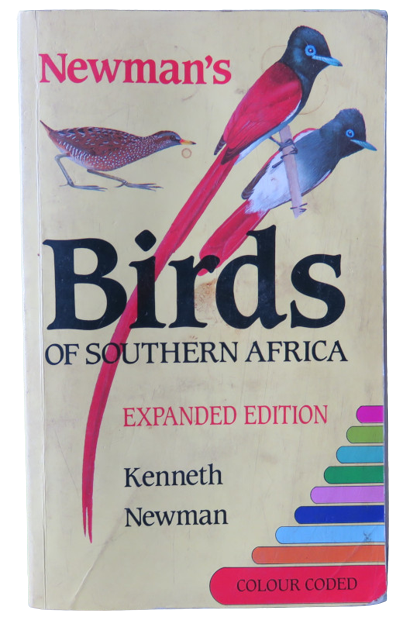 Newman's
Birds
OF SOUTHERN AFRICA
EXPANDED EDITION
Kenneth
Newman
COLOUR CODED